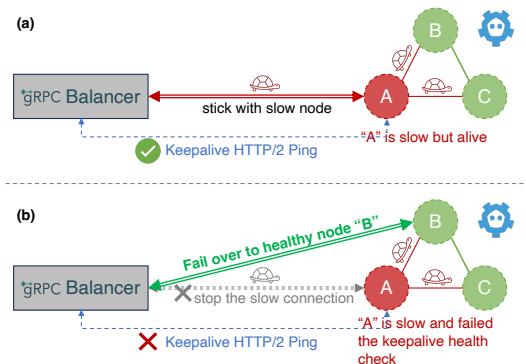 (a)
B
gRPC Balancer
A
C
stick with slow node
"A" is slow but alive
Keepalive HTTP/2 Ping
(b)
B
Fail over to healthy node "B"
gRPC Balancer
A
C
stop the slow connection
"A" is slow and failed
the keepalive health
check
Keepalive HTTP/2 Ping